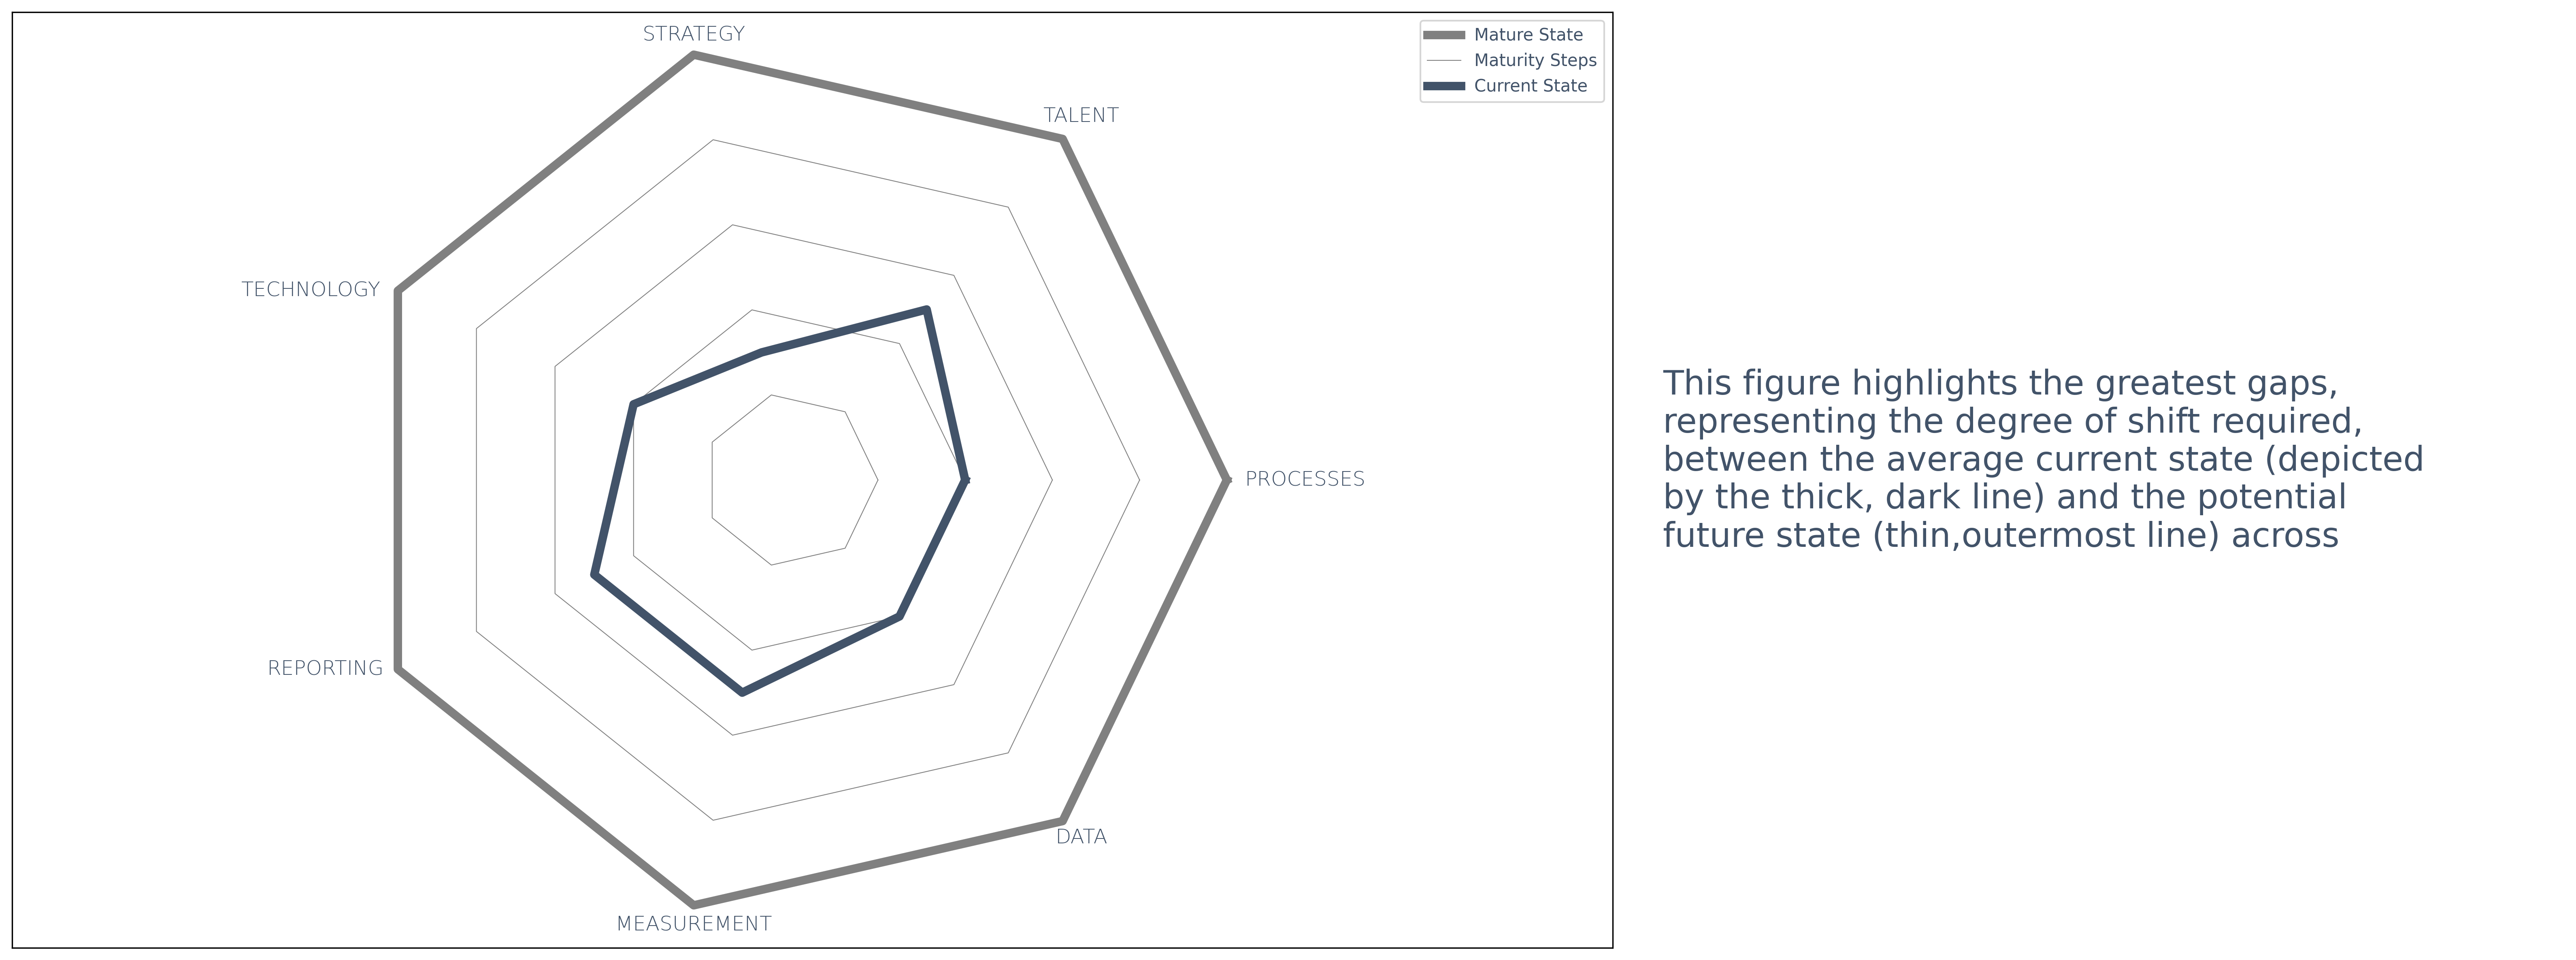 STRATEGY
Mature State
Maturity Steps
Current State
TALENT
TECHNOLOGY
PROCESSES
This figure highlights the greatest gaps,
representing the degree of shift required,
between the average current state (depicted
by the thick, dark line) and the potential
future state (thin,outermost line) across
REPORTING
DATA
MEASUREMENT